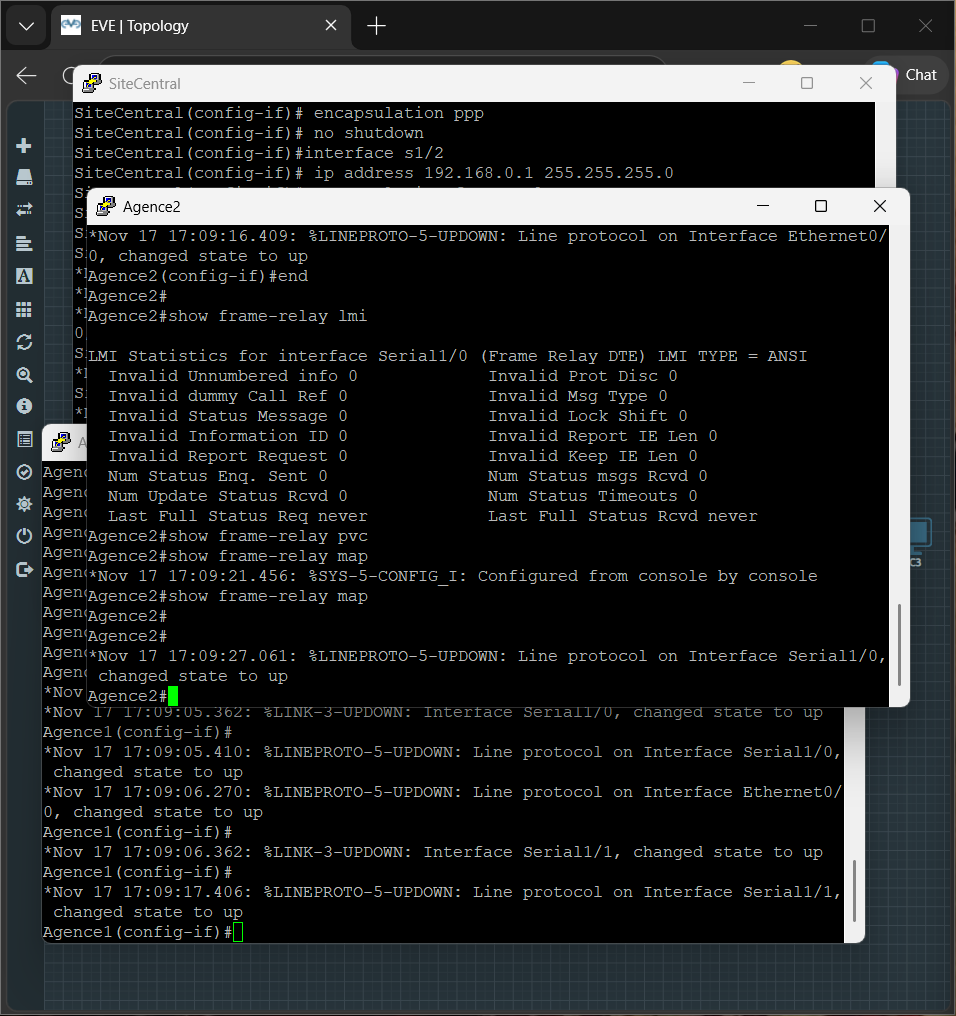 EVE | Topology
Chat
SiteCentral
SiteCentral(config-if)# encapsulation ppp
SiteCentral(config-if)# no shutdown
SiteCentral(config-if)#interface s1/2
SiteCentral(config-if)# ip address 192.168.0.1 255.255.255.0
Agence2
*Nov 17 17:09:16.409: %LINEPROTO-5-UPDOWN: Line protocol on Interface Ethernet0/
0, changed state to up
Agence2(config-if)#end
Agence2#
Agence2#show frame-relay lmi
LMI Statistics for interface Serial1/0 (Frame Relay DTE) LMI TYPE = ANSI
Invalid Unnumbered info 0 Invalid Prot Disc 0
Invalid dummy Call Ref 0 Invalid Msg Type 0
Invalid Status Message 0 Invalid Lock Shift 0
Invalid Information ID 0 Invalid Report IE Len 0
Invalid Report Request 0 Invalid Keep IE Len 0
Num Status Enq. Sent 0 Num Status msgs Rcvd 0
Num Update Status Rcvd 0 Num Status Timeouts 0
Last Full Status Req never Last Full Status Rcvd never
Agence2#show frame-relay pvc
Agence2#show frame-relay map
*Nov 17 17:09:21.456: %SYS-5-CONFIG_I: Configured from console by console
Agence2#show frame-relay map
Agence2#
Agence2#
*Nov 17 17:09:27.061: %LINEPROTO-5-UPDOWN: Line protocol on Interface Serial1/0,
changed state to up
Agence2#
*Nov
*Nov 17 17:09:05.362: %LINK-3-UPDOWN: Interface Serial1/0, changed state to up
Agence1(config-if)#
*Nov 17 17:09:05.410: %LINEPROTO-5-UPDOWN: Line protocol on Interface Serial1/0,
changed state to up
*Nov 17 17:09:06.270: %LINEPROTO-5-UPDOWN: Line protocol on Interface Ethernet0/
0, changed state to up
Agence1(config-if)#
*Nov 17 17:09:06.362: %LINK-3-UPDOWN: Interface Serial1/1, changed state to up
Agence1(config-if)#
*Nov 17 17:09:17.406: %LINEPROTO-5-UPDOWN: Line protocol on Interface Serial1/1,
changed state to up
Agence1(config-if)#